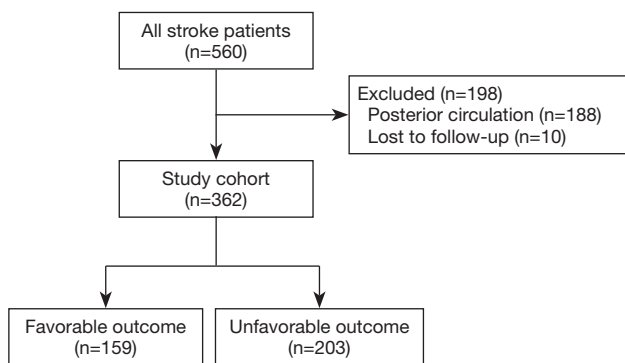 All stroke patients
(n=560)
Excluded (n=198)
Posterior circulation (n=188)
Lost to follow-up (n=10)
Study cohort
(n=362)
Favorable outcome
(n=159)
Unfavorable outcome
(n=203)